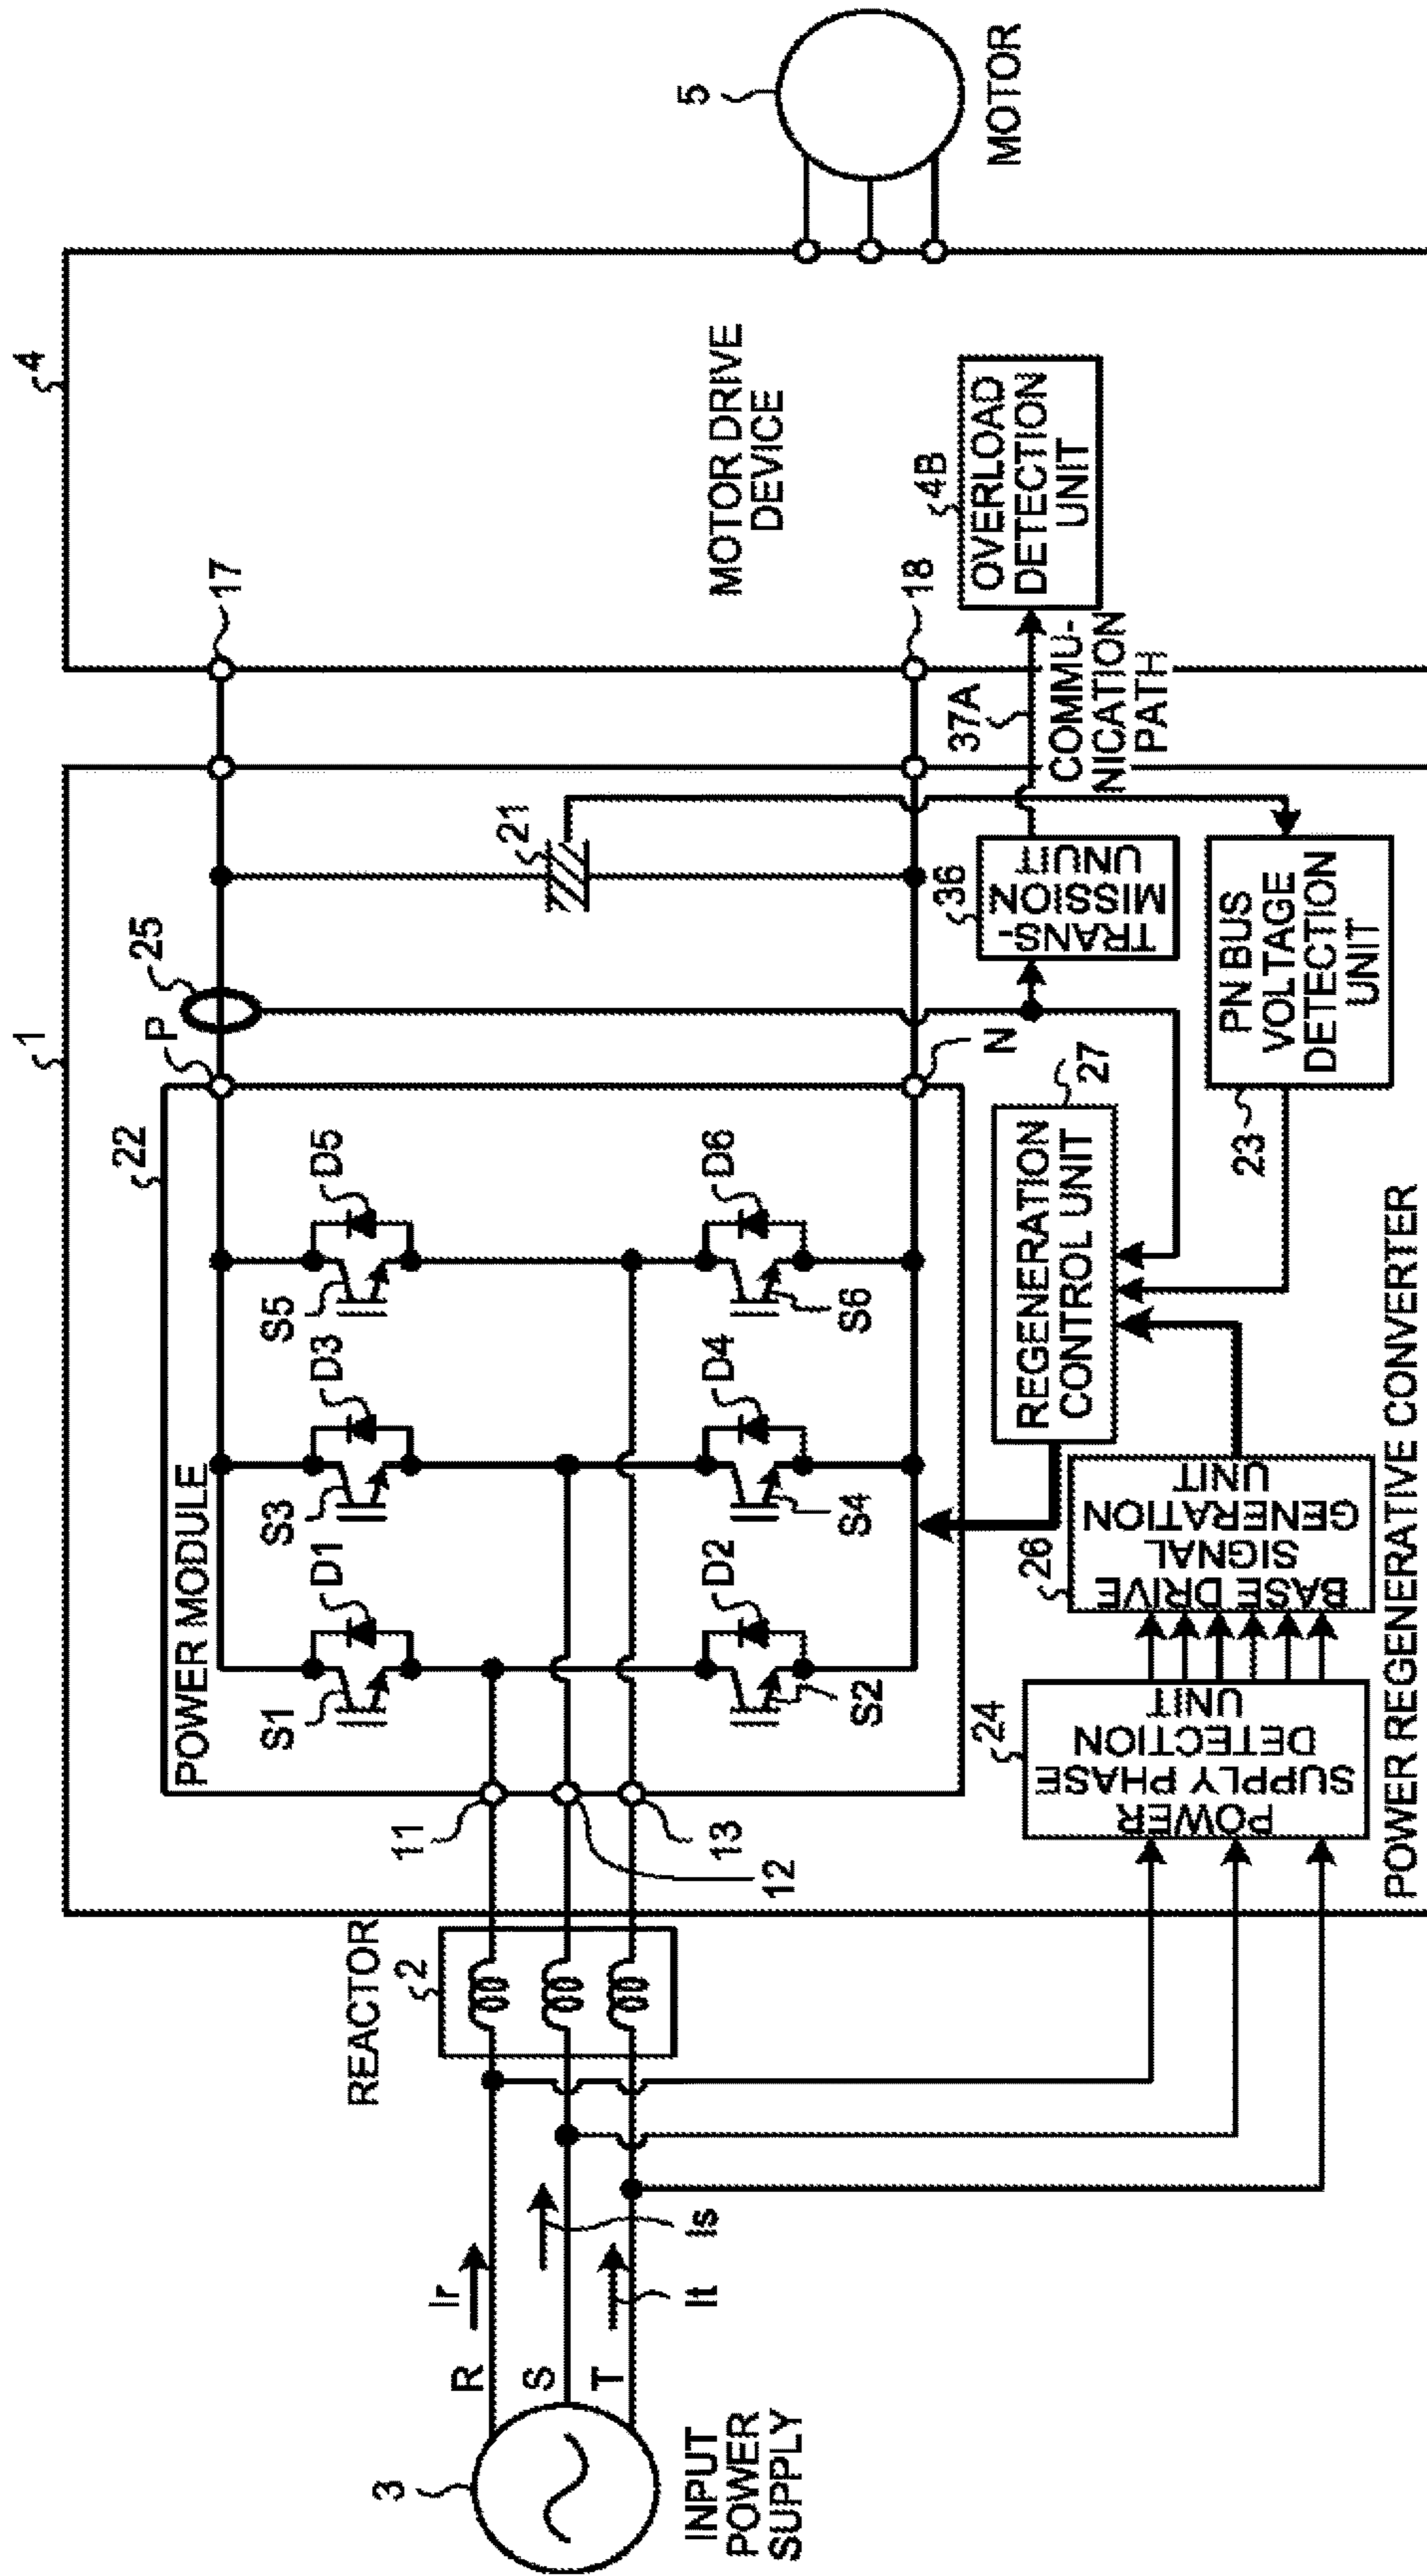 1
4
POWER MODULE
22
25
P
17
S1
D1
S3
D3
S5
D5
21
MOTOR DRIVE
DEVICE
5
MOTOR
REACTOR
2
11
12
13
3
R
S
T
Ir
Is
It
INPUT
POWER
SUPPLY
S2
D2
S4
D4
S6
D6
N
18
4B
OVERLOAD
DETECTION
UNIT
37A
COMMU-
NICATION
PATH
36
TRANS-
MISSION
UNIT
27
REGENERATION
CONTROL UNIT
24
POWER
SUPPLY PHASE
DETECTION
UNIT
26
BASE DRIVE
SIGNAL
GENERATION
UNIT
23
PN BUS
VOLTAGE
DETECTION
UNIT
POWER REGENERATIVE CONVERTER